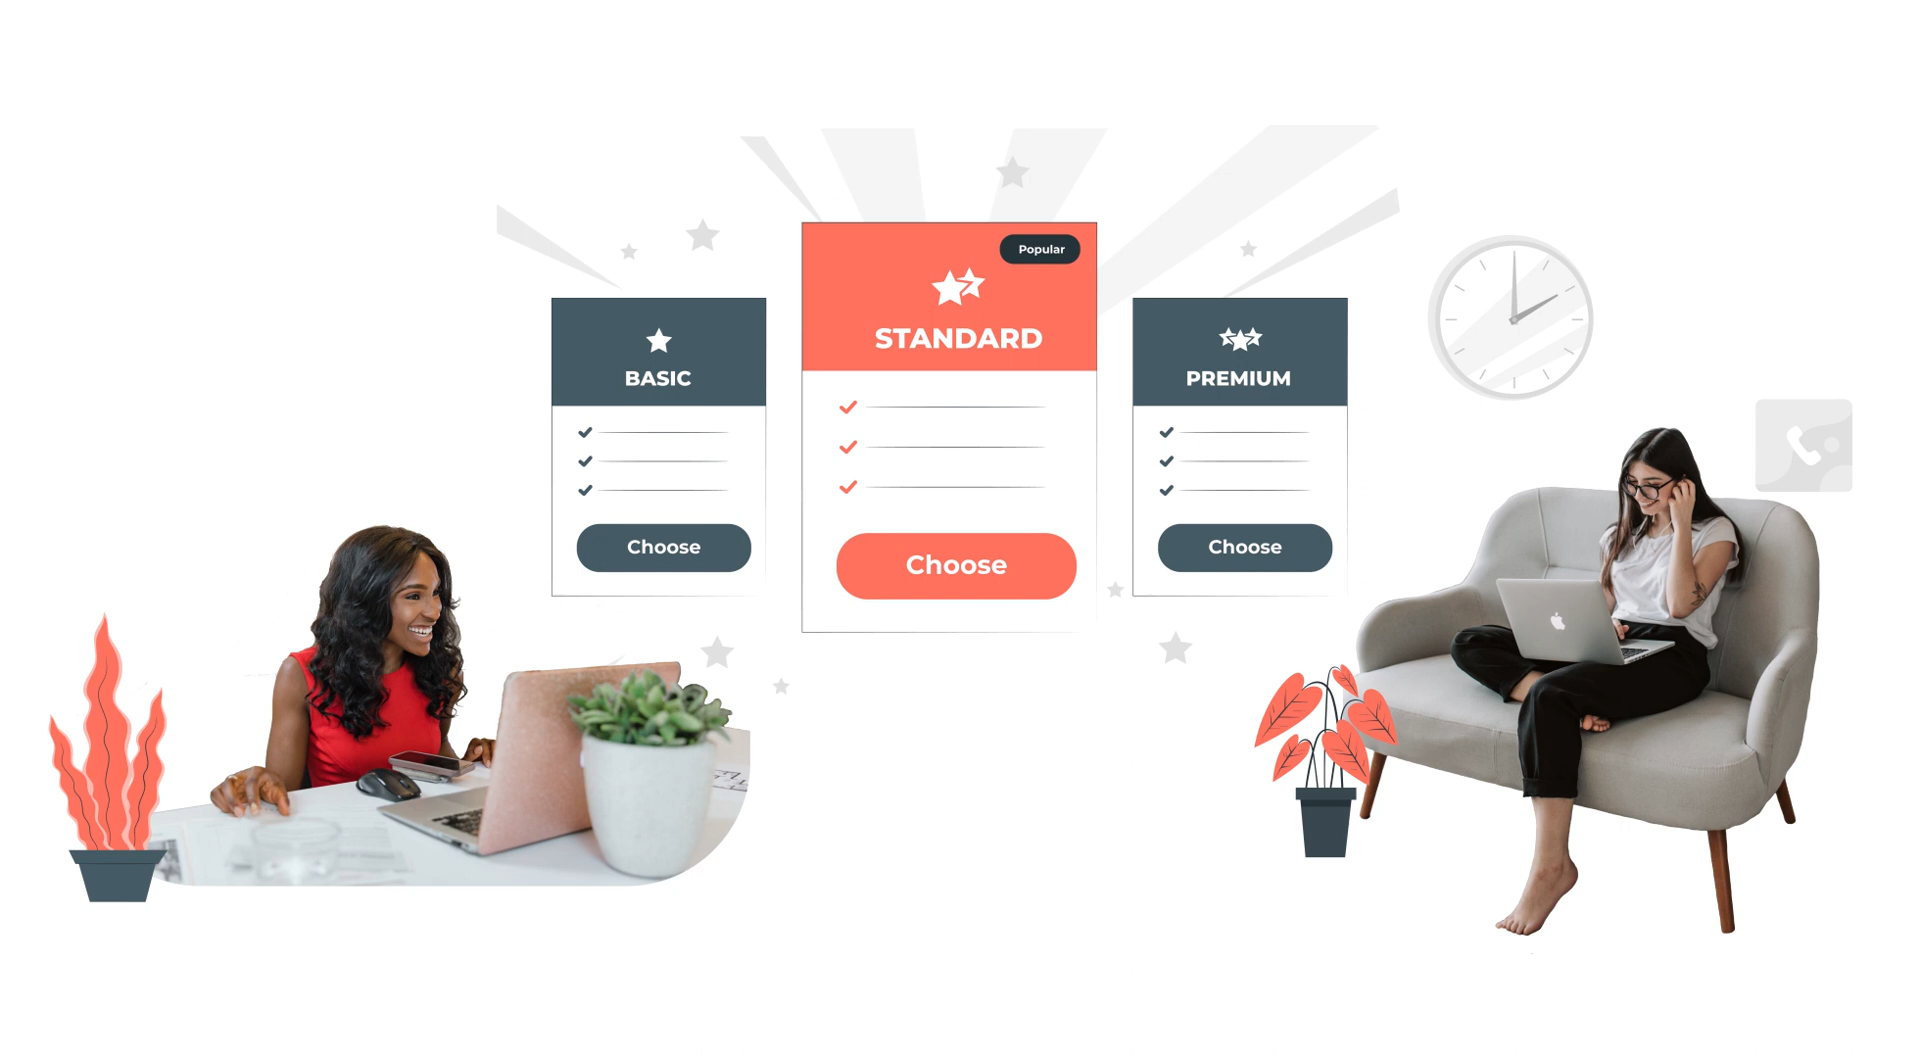 Popular
STANDARD
Choose
BASIC
Choose
PREMIUM
Choose